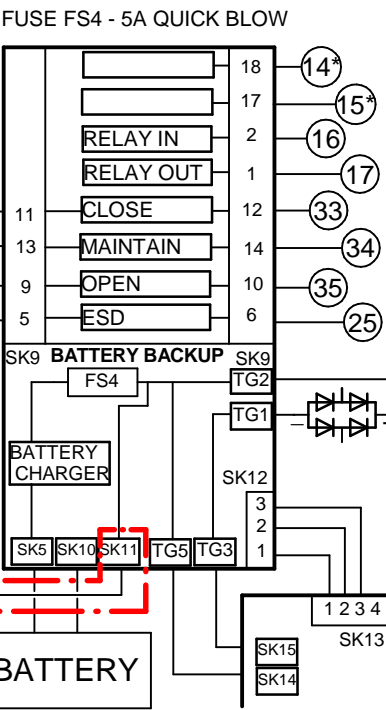 FUSE FS4 - 5A QUICK BLOW
18 14*
17 15*
RELAY IN 2 16
RELAY OUT 1 17
11 CLOSE 12 33
13 MAINTAIN 14 34
9 OPEN 10 35
5 ESD 6 25
SK9 BATTERY BACKUP SK9
FS4 TG2
TG1
BATTERY
CHARGER
SK12
3
2
1
SK5 SK10 SK11 TG5 TG3
1 2 3 4
SK13
SK15
SK14
BATTERY